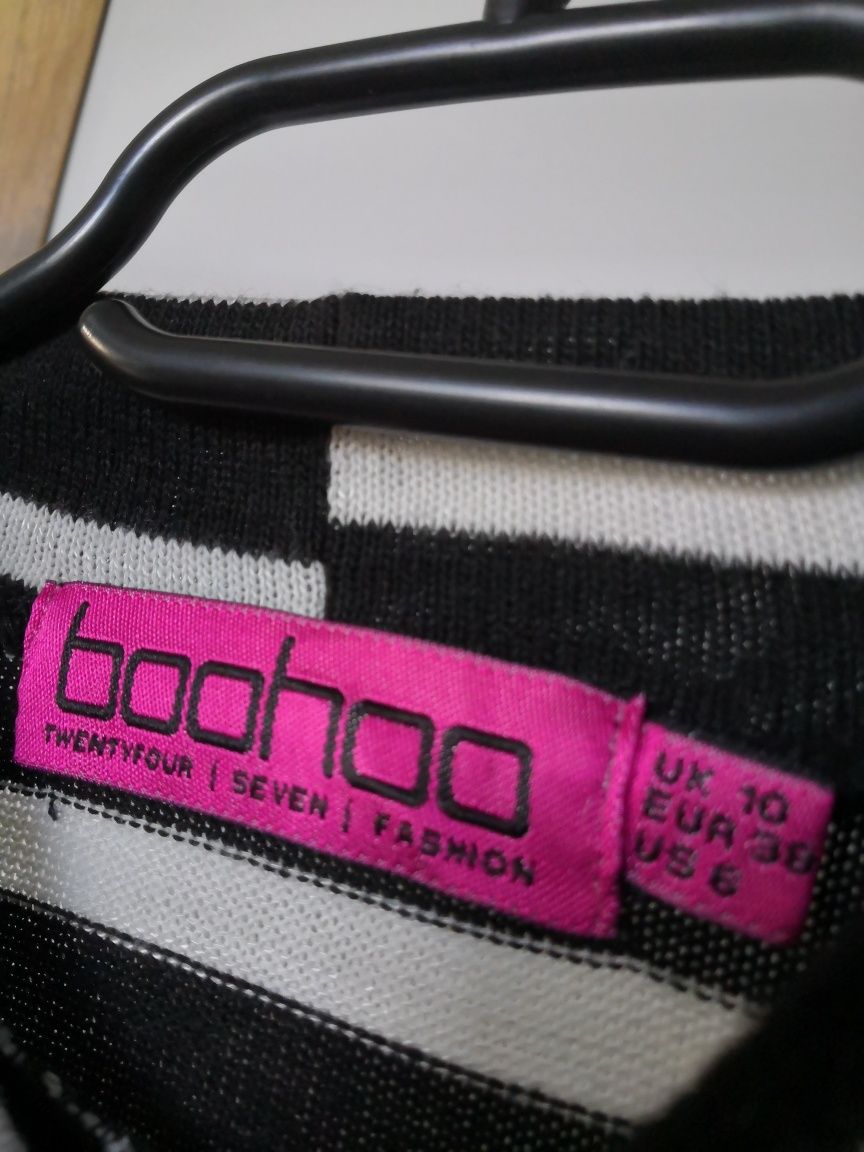 boohoo
TWENTYFOUR | SEVEN | FASHION
UK 10
EUR 38
US 6